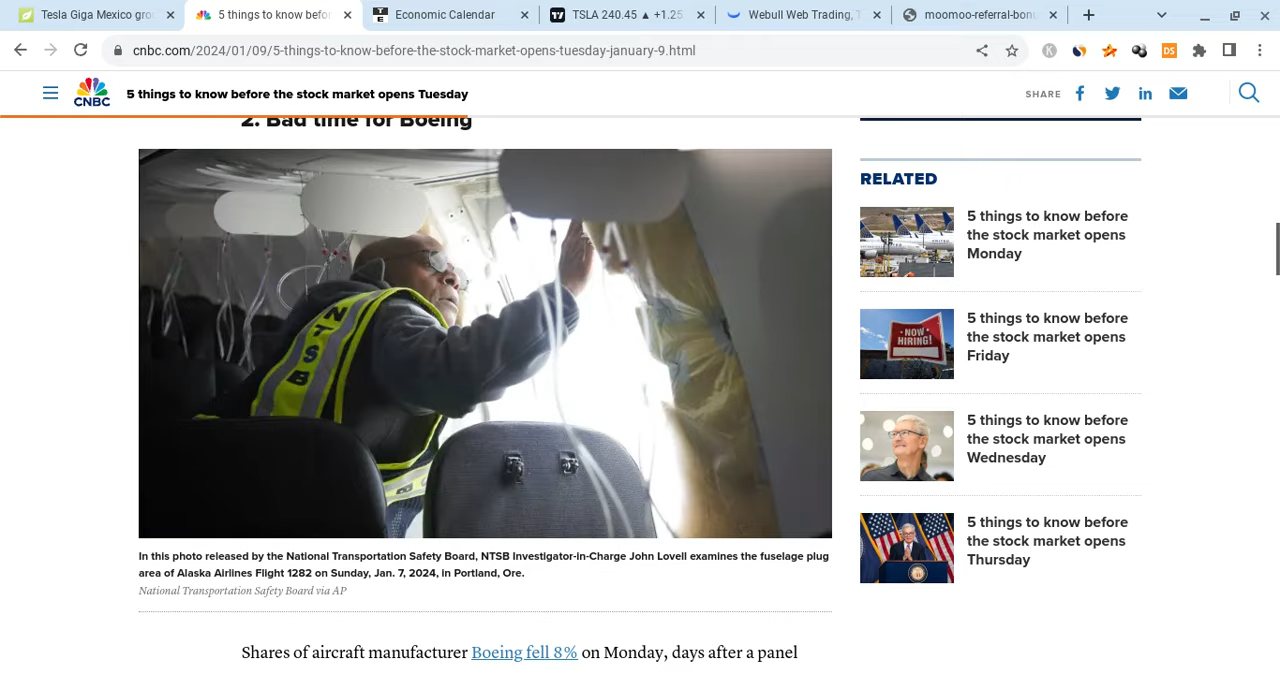 Tesla Giga Mexico grou
5 things to know befor
Economic Calendar
TSLA 240.45 ▲ +1.25
Webull Web Trading, T
moomoo-referral-bonu
cnbc.com/2024/01/09/5-things-to-know-before-the-stock-market-opens-tuesday-january-9.html
K
DS
CNBC
5 things to know before the stock market opens Tuesday
SHARE
2. Bad time for Boeing
NTSB
In this photo released by the National Transportation Safety Board, NTSB Investigator-in-Charge John Lovell examines the fuselage plug
area of Alaska Airlines Flight 1282 on Sunday, Jan. 7, 2024, in Portland, Ore.
National Transportation Safety Board via AP
Shares of aircraft manufacturer Boeing fell 8% on Monday, days after a panel
RELATED
5 things to know before
the stock market opens
Monday
NOW
HIRING!
5 things to know before
the stock market opens
Friday
5 things to know before
the stock market opens
Wednesday
5 things to know before
the stock market opens
Thursday